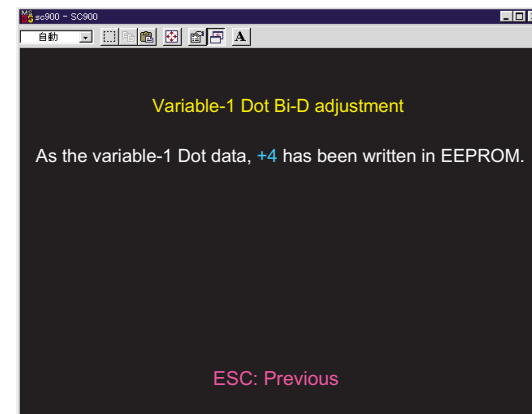 sc900 - SC900
自動
A
Variable-1 Dot Bi-D adjustment
As the variable-1 Dot data, +4 has been written in EEPROM.
ESC: Previous